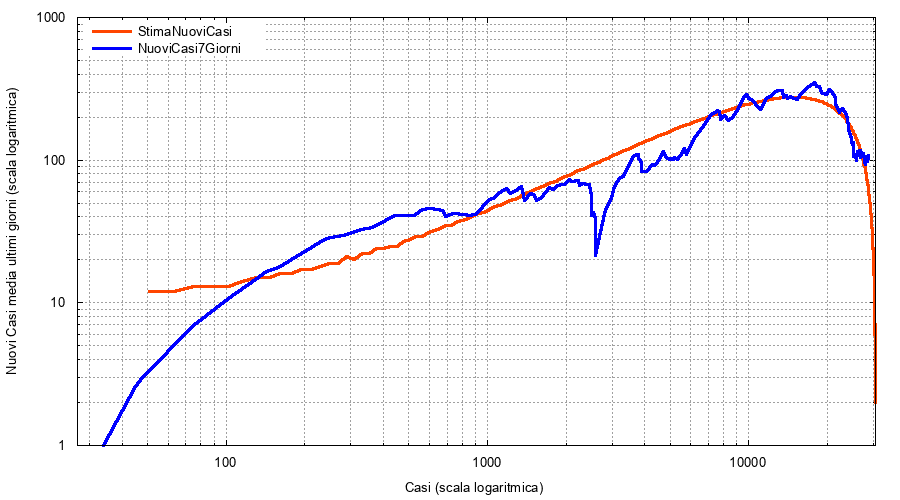 1000
StimaNuoviCasi
NuoviCasi7Giorni
100
10
1
100
1000
10000
Nuovi Casi media ultimi giorni (scala logaritmica)
Casi (scala logaritmica)